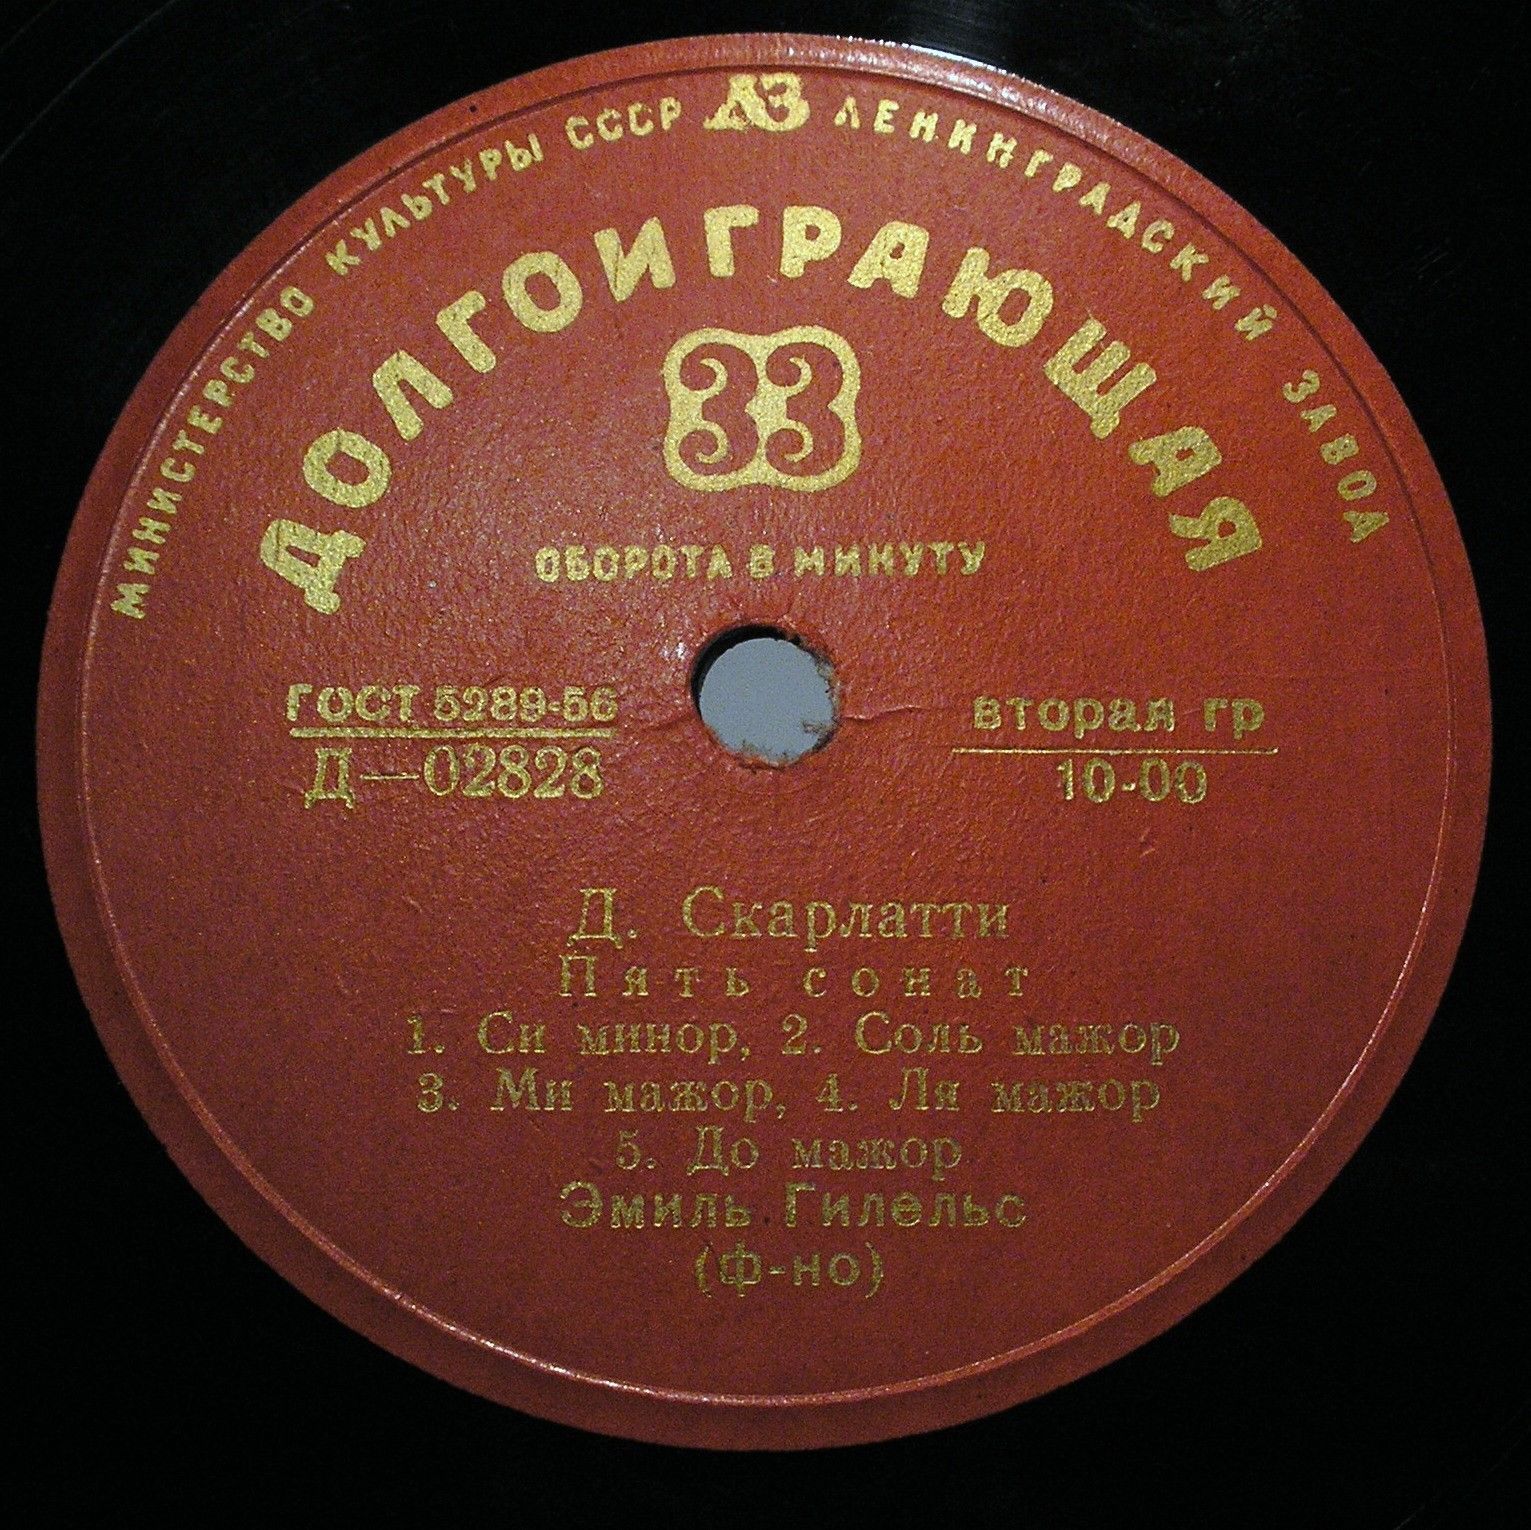 МИНИСТЕРСТВО КУЛЬТУРЫ СССР ЛЗ ЛЕНИНГРАДСКИЙ ЗАВОД
ДОЛГОИГРАЮЩАЯ
33
ОБОРОТА В МИНУТУ
ГОСТ 5289-56
Д—02828
вторая гр
10-00
Д. Скарлатти
Пять сонат
1. Си минор, 2. Соль мажор
3. Ми мажор, 4. Ля мажор
5. До мажор
Эмиль Гилельс
(ф-но)